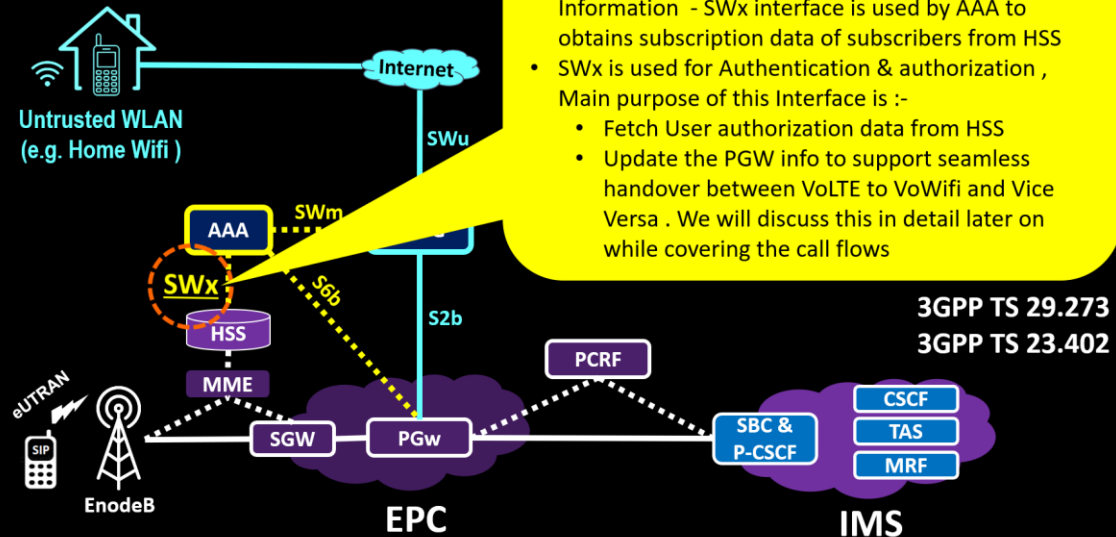 Information - SWx interface is used by AAA to
obtains subscription data of subscribers from HSS
• SWx is used for Authentication & authorization ,
Main purpose of this Interface is :-
• Fetch User authorization data from HSS
• Update the PGW info to support seamless
handover between VoLTE to VoWifi and Vice
Versa . We will discuss this in detail later on
while covering the call flows
Internet
Untrusted WLAN
(e.g. Home Wifi )
SWu
AAA
SWm
SWx
S6b
S2b
HSS
3GPP TS 29.273
3GPP TS 23.402
MME
PCRF
eUTRAN
SIP
EnodeB
SGW
PGw
SBC &
P-CSCF
CSCF
TAS
MRF
EPC
IMS